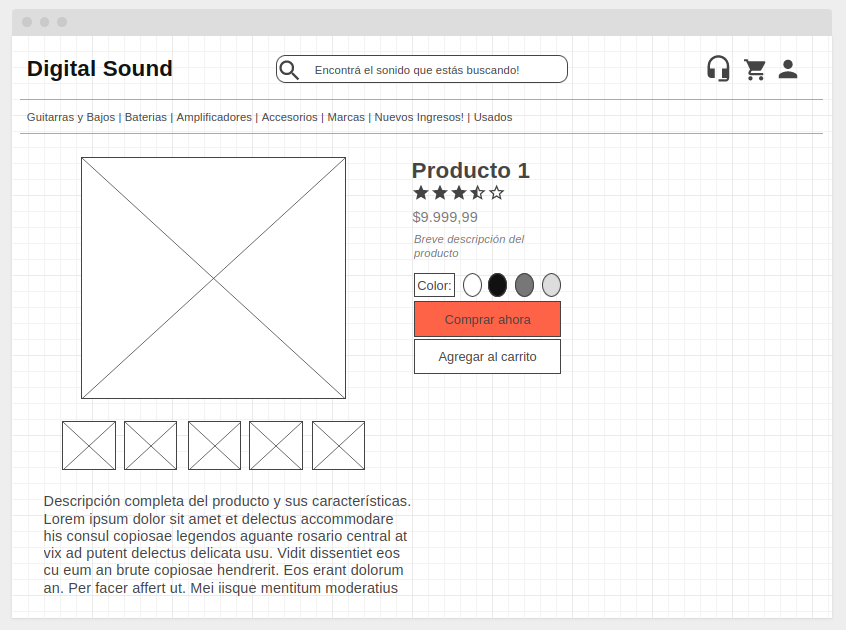 Digital Sound
Encontrá el sonido que estás buscando!
Guitarras y Bajos | Baterias | Amplificadores | Accesorios | Marcas | Nuevos Ingresos! | Usados
Producto 1
$9.999,99
Breve descripción del
producto
Color:
Comprar ahora
Agregar al carrito
Descripción completa del producto y sus características.
Lorem ipsum dolor sit amet et delectus accommodare
his consul copiosae legendos aguante rosario central at
vix ad putent delectus delicata usu. Vidit dissentiet eos
cu eum an brute copiosae hendrerit. Eos erant dolorum
an. Per facer affert ut. Mei iisque mentitum moderatius